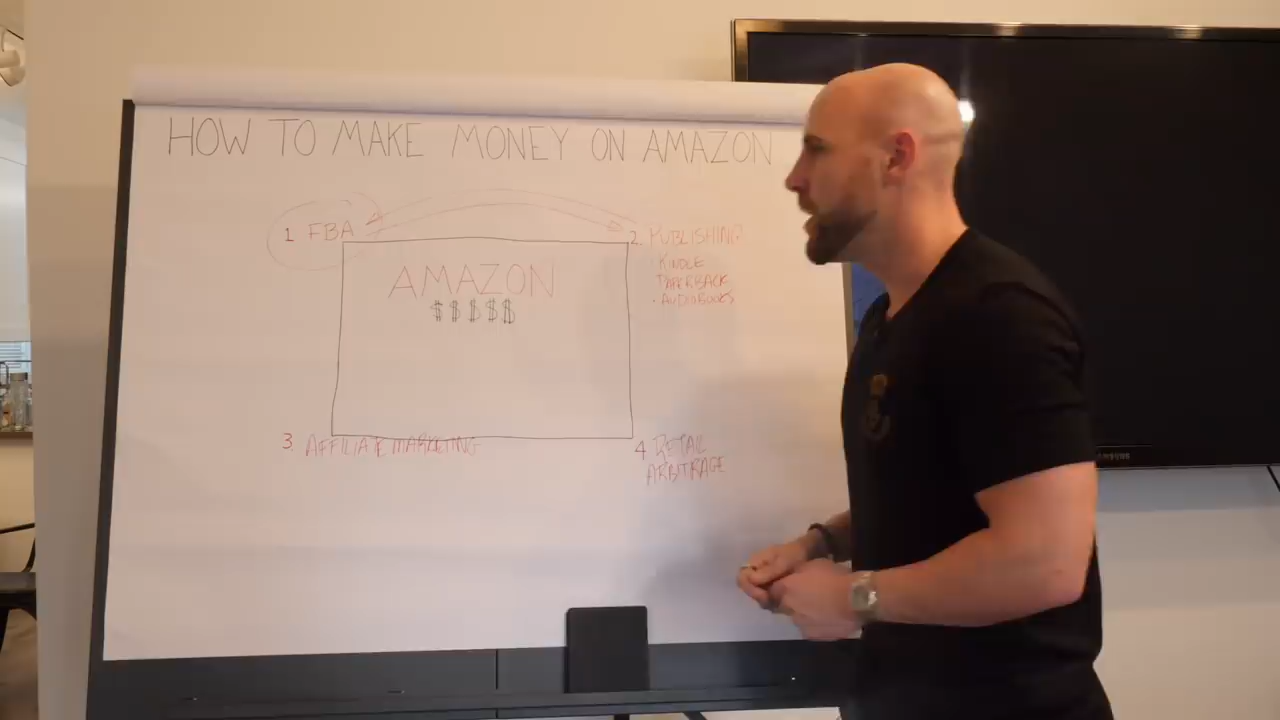 HOW TO MAKE MONEY ON AMAZON
1 FBA
2. PUBLISHING
· KINDLE
PAPERBACK
· AUDIOBOOKS
AMAZON
$$$$$
3. AFFILIATE MARKETING
4 RETAIL
ARBITRAGE
SAMSUNG